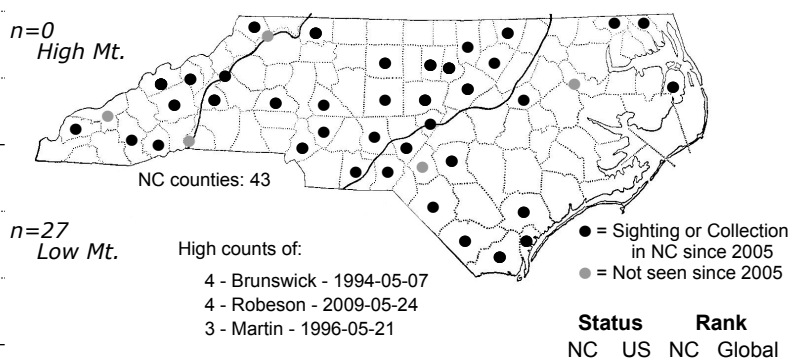 n=0
High Mt.
NC counties: 43
n=27
Low Mt.
High counts of:
4 - Brunswick - 1994-05-07
4 - Robeson - 2009-05-24
3 - Martin - 1996-05-21
= Sighting or Collection
in NC since 2005
= Not seen since 2005
Status Rank
NC US NC Global